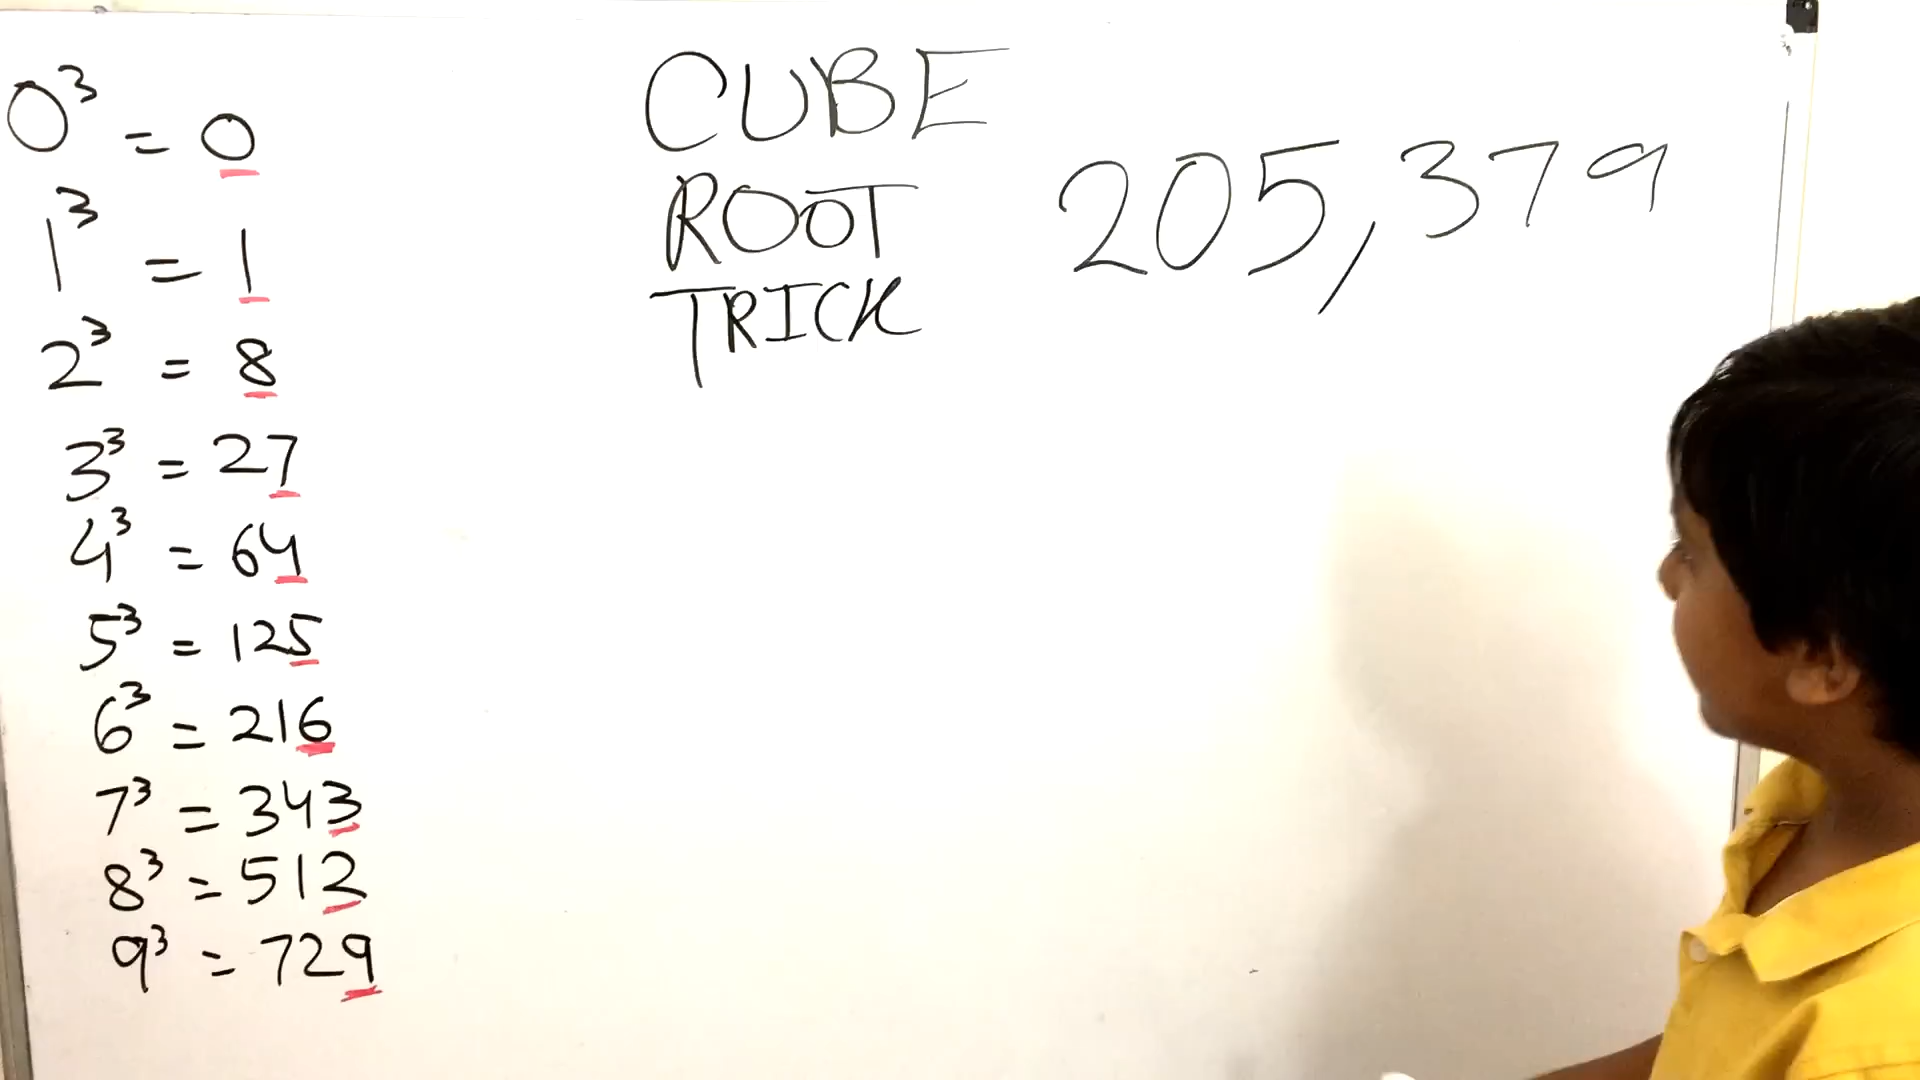 0³ = 0
1³ = 1
2³ = 8
3³ = 27
4³ = 64
5³ = 125
6³ = 216
7³ = 343
8³ = 512
9³ = 729
CUBE
ROOT
TRICK
205,379